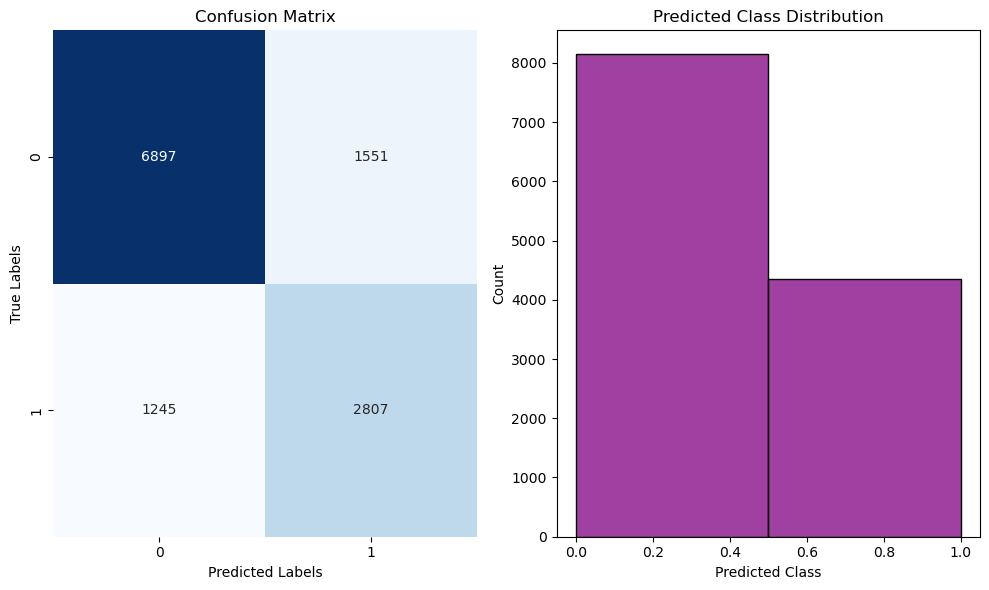 Confusion Matrix
0
6897
1551
1
1245
2807
True Labels
0
1
Predicted Labels
Predicted Class Distribution
8000
7000
6000
5000
4000
3000
2000
1000
0
Count
0.0 0.2 0.4 0.6 0.8 1.0
Predicted Class